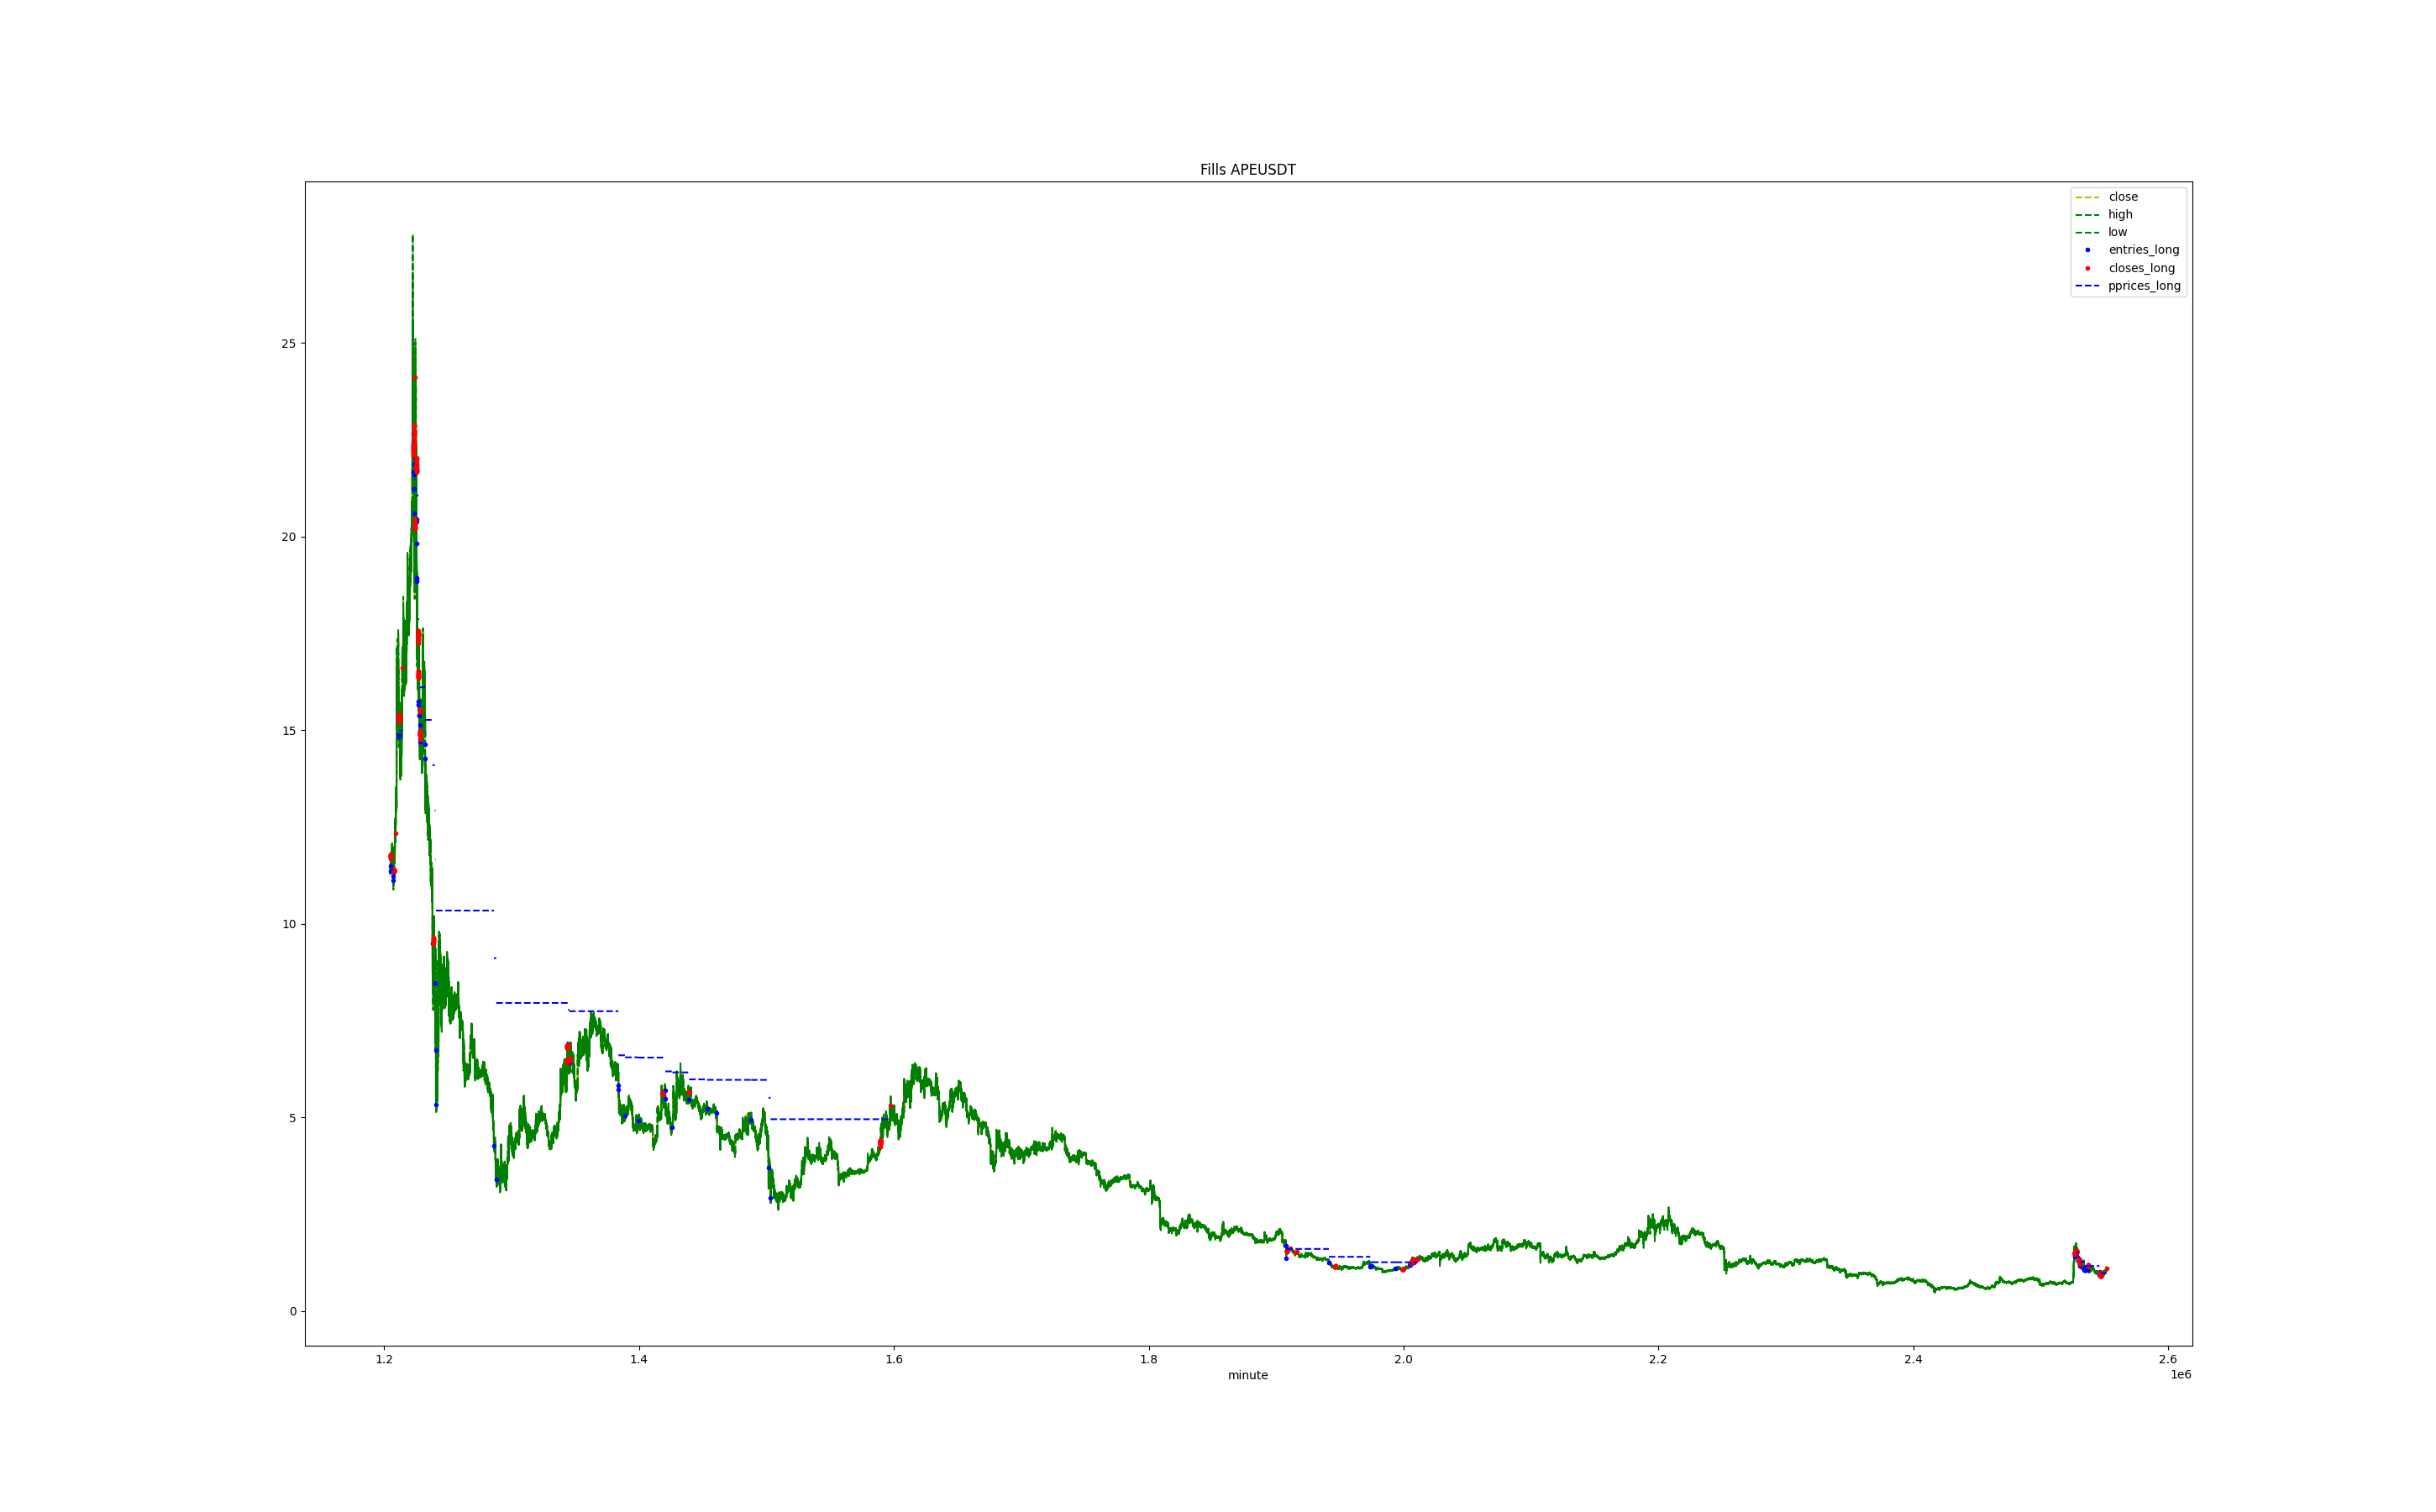 Fills APEUSDT
close
high
low
entries_long
closes_long
pprices_long
25
20
15
10
5
0
1.2 1.4 1.6 1.8 2.0 2.2 2.4 2.6
minute 1e6